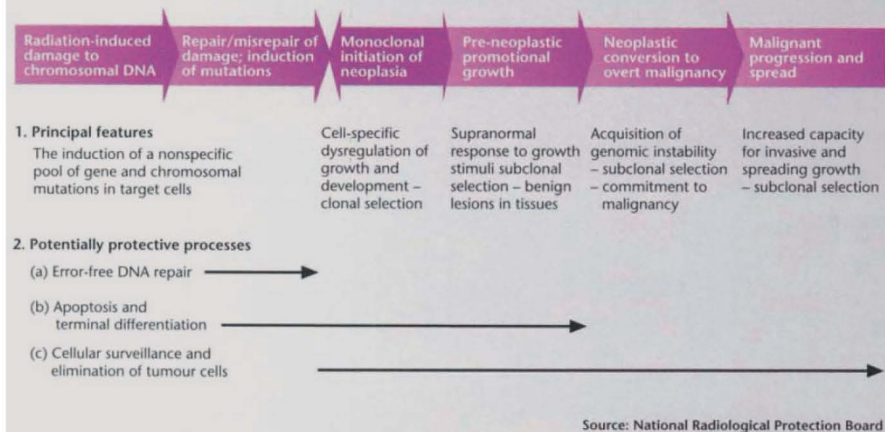 Radiation-induced
damage to
chromosomal DNA
Repair/misrepair of
damage; induction
of mutations
Monoclonal
initiation of
neoplasia
Pre-neoplastic
promotional
growth
Neoplastic
conversion to
overt malignancy
Malignant
progression and
spread
1. Principal features
The induction of a nonspecific
pool of gene and chromosomal
mutations in target cells
Cell-specific
dysregulation of
growth and
development –
clonal selection
Supranormal
response to growth
stimuli subclonal
selection – benign
lesions in tissues
Acquisition of
genomic instability
– subclonal selection
– commitment to
malignancy
Increased capacity
for invasive and
spreading growth
– subclonal selection
2. Potentially protective processes
(a) Error-free DNA repair
(b) Apoptosis and
terminal differentiation
(c) Cellular surveillance and
elimination of tumour cells
Source: National Radiological Protection Board